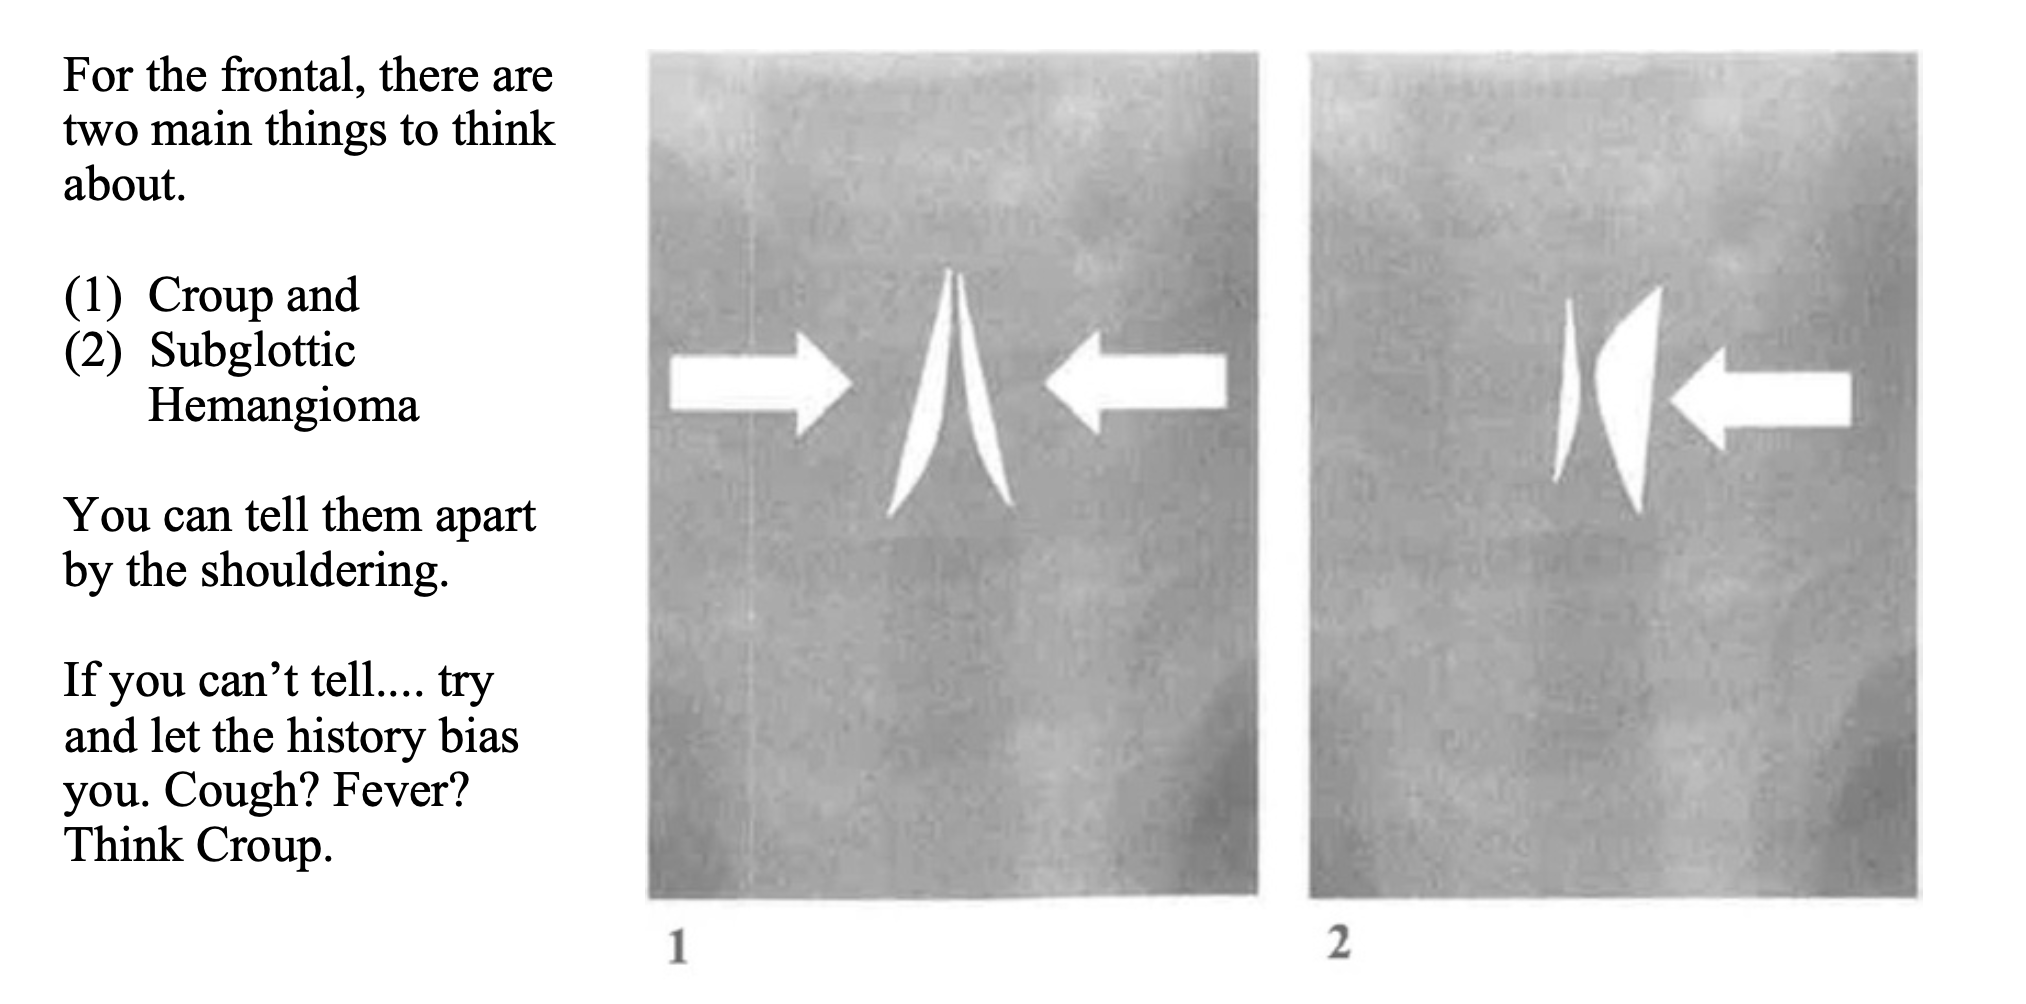 For the frontal, there are
two main things to think
about.
(1) Croup and
(2) Subglottic
Hemangioma
You can tell them apart
by the shouldering.
If you can’t tell.... try
and let the history bias
you. Cough? Fever?
Think Croup.
1
2